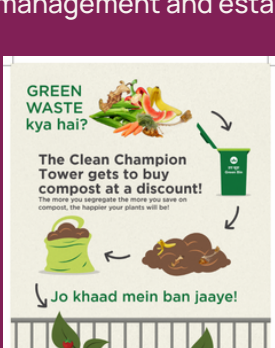 management and esta
GREEN
WASTE
kya hai?
The Clean Champion
Tower gets to buy
compost at a discount!
The more you segregate the more you save on
compost, the happier your plants will be!
Jo khaad mein ban jaaye!